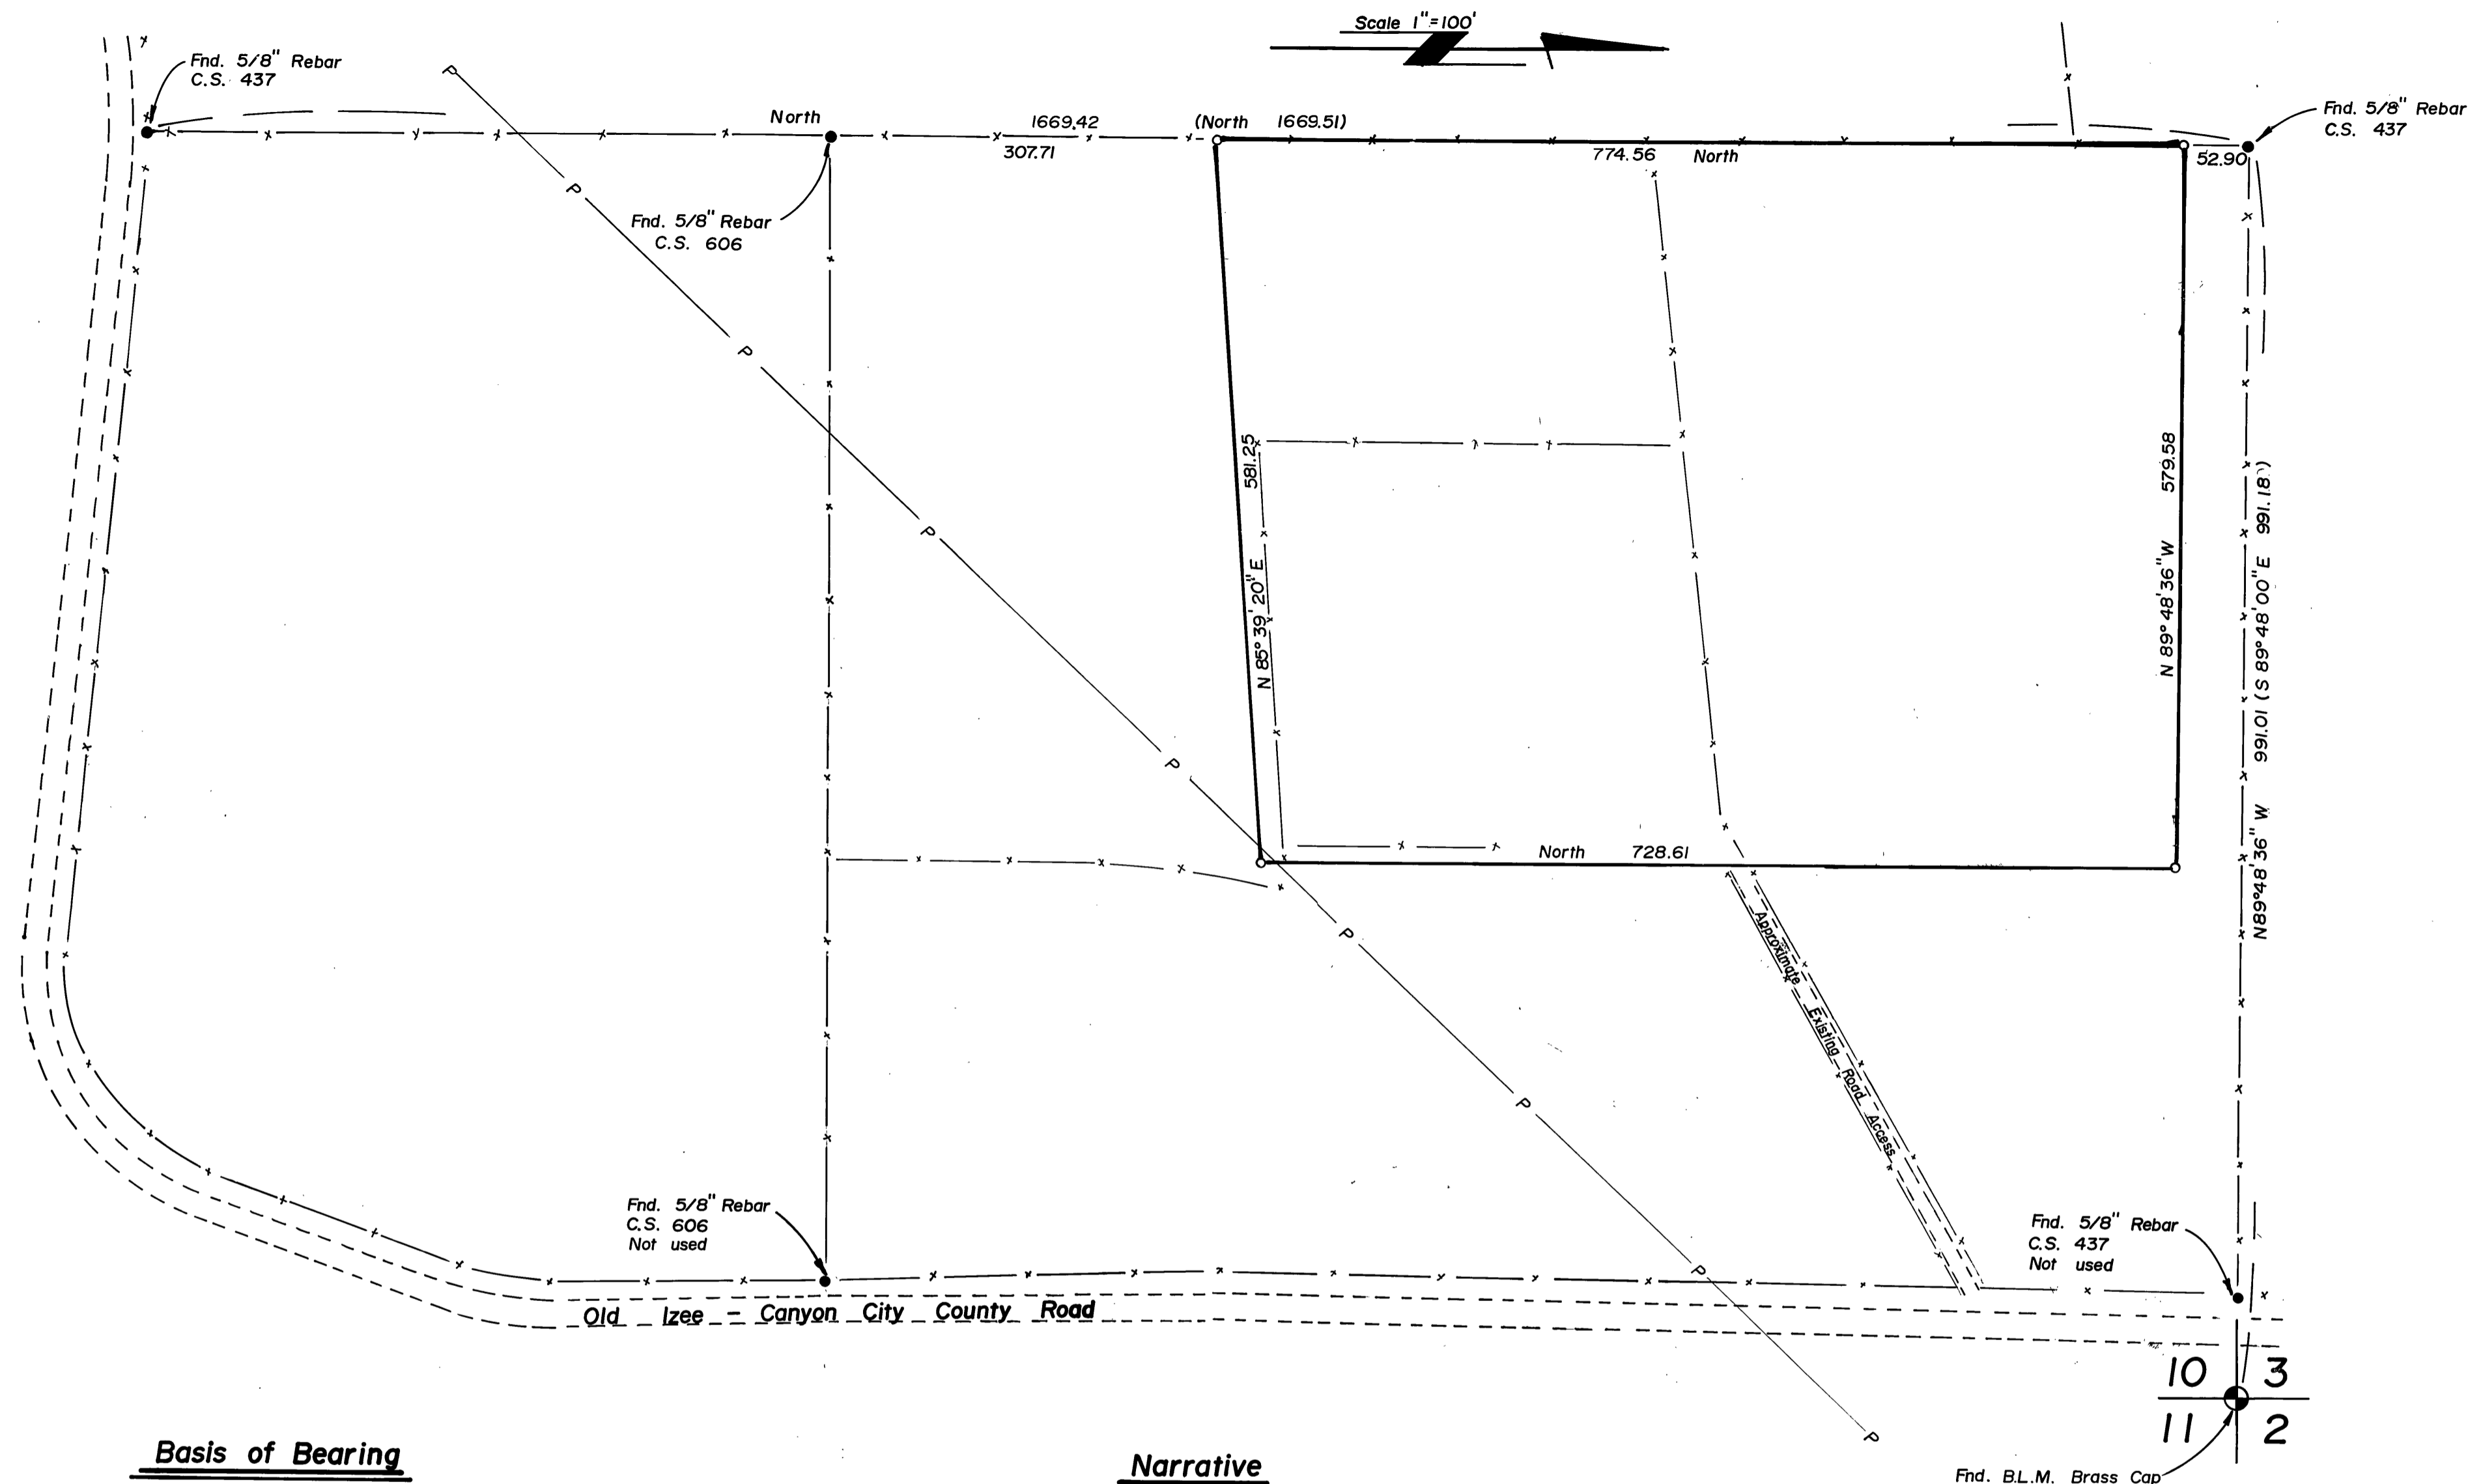 Scale 1"=100'
Fnd. 5/8" Rebar
C.S. 437
P
North
1669.42
(North 1669.51)
307.71
774.56 North
52.90
Fnd. 5/8" Rebar
C.S. 437
P
Fnd. 5/8" Rebar
C.S. 606
P
P
N 85° 39' 20" E 581.25
N 89° 48' 36" W 579.58
N89°48'36" W 991.01 (S 89°48'00"E 991.18)
P
North 728.61
P
Approximate Existing Road Access
P
Fnd. 5/8" Rebar
C.S. 606
Not used
Fnd. 5/8" Rebar
C.S. 437
Not used
P
Old Izee - Canyon City County Road
10 3
11 2
P
Basis of Bearing
Narrative
Fnd. B.L.M. Brass Cap